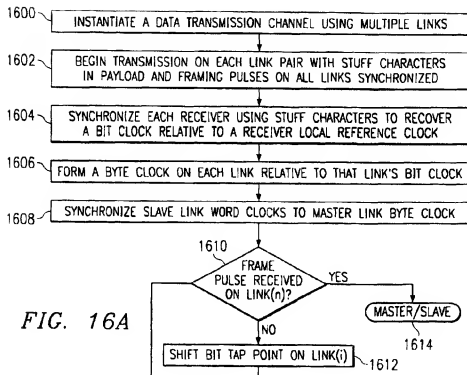 1600
INSTANTIATE A DATA TRANSMISSION CHANNEL USING MULTIPLE LINKS
1602
BEGIN TRANSMISSION ON EACH LINK PAIR WITH STUFF CHARACTERS
IN PAYLOAD AND FRAMING PULSES ON ALL LINKS SYNCHRONIZED
1604
SYNCHRONIZE EACH RECEIVER USING STUFF CHARACTERS TO RECOVER
A BIT CLOCK RELATIVE TO A RECEIVER LOCAL REFERENCE CLOCK
1606
FORM A BYTE CLOCK ON EACH LINK RELATIVE TO THAT LINK'S BIT CLOCK
1608
SYNCHRONIZE SLAVE LINK WORD CLOCKS TO MASTER LINK BYTE CLOCK
1610
FRAME
PULSE RECEIVED
ON LINK(n)?
YES
MASTER/SLAVE
1614
NO
SHIFT BIT TAP POINT ON LINK(i)
1612
FIG. 16A